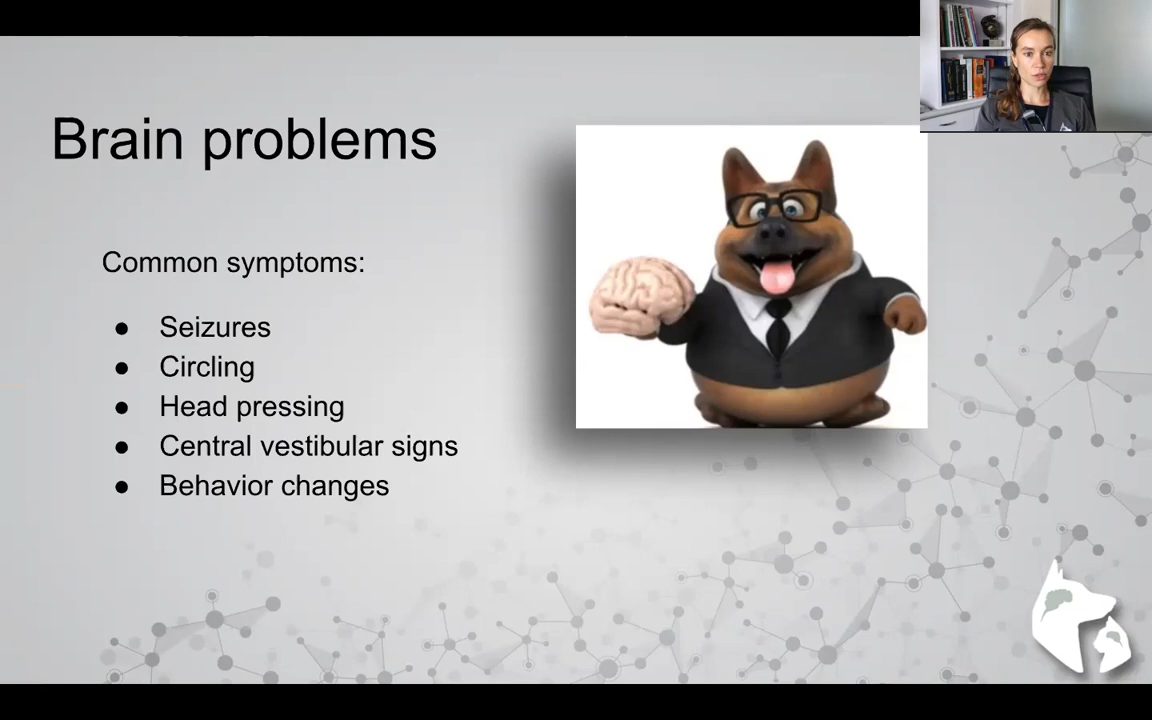 Brain problems
Common symptoms:
● Seizures
● Circling
● Head pressing
● Central vestibular signs
● Behavior changes